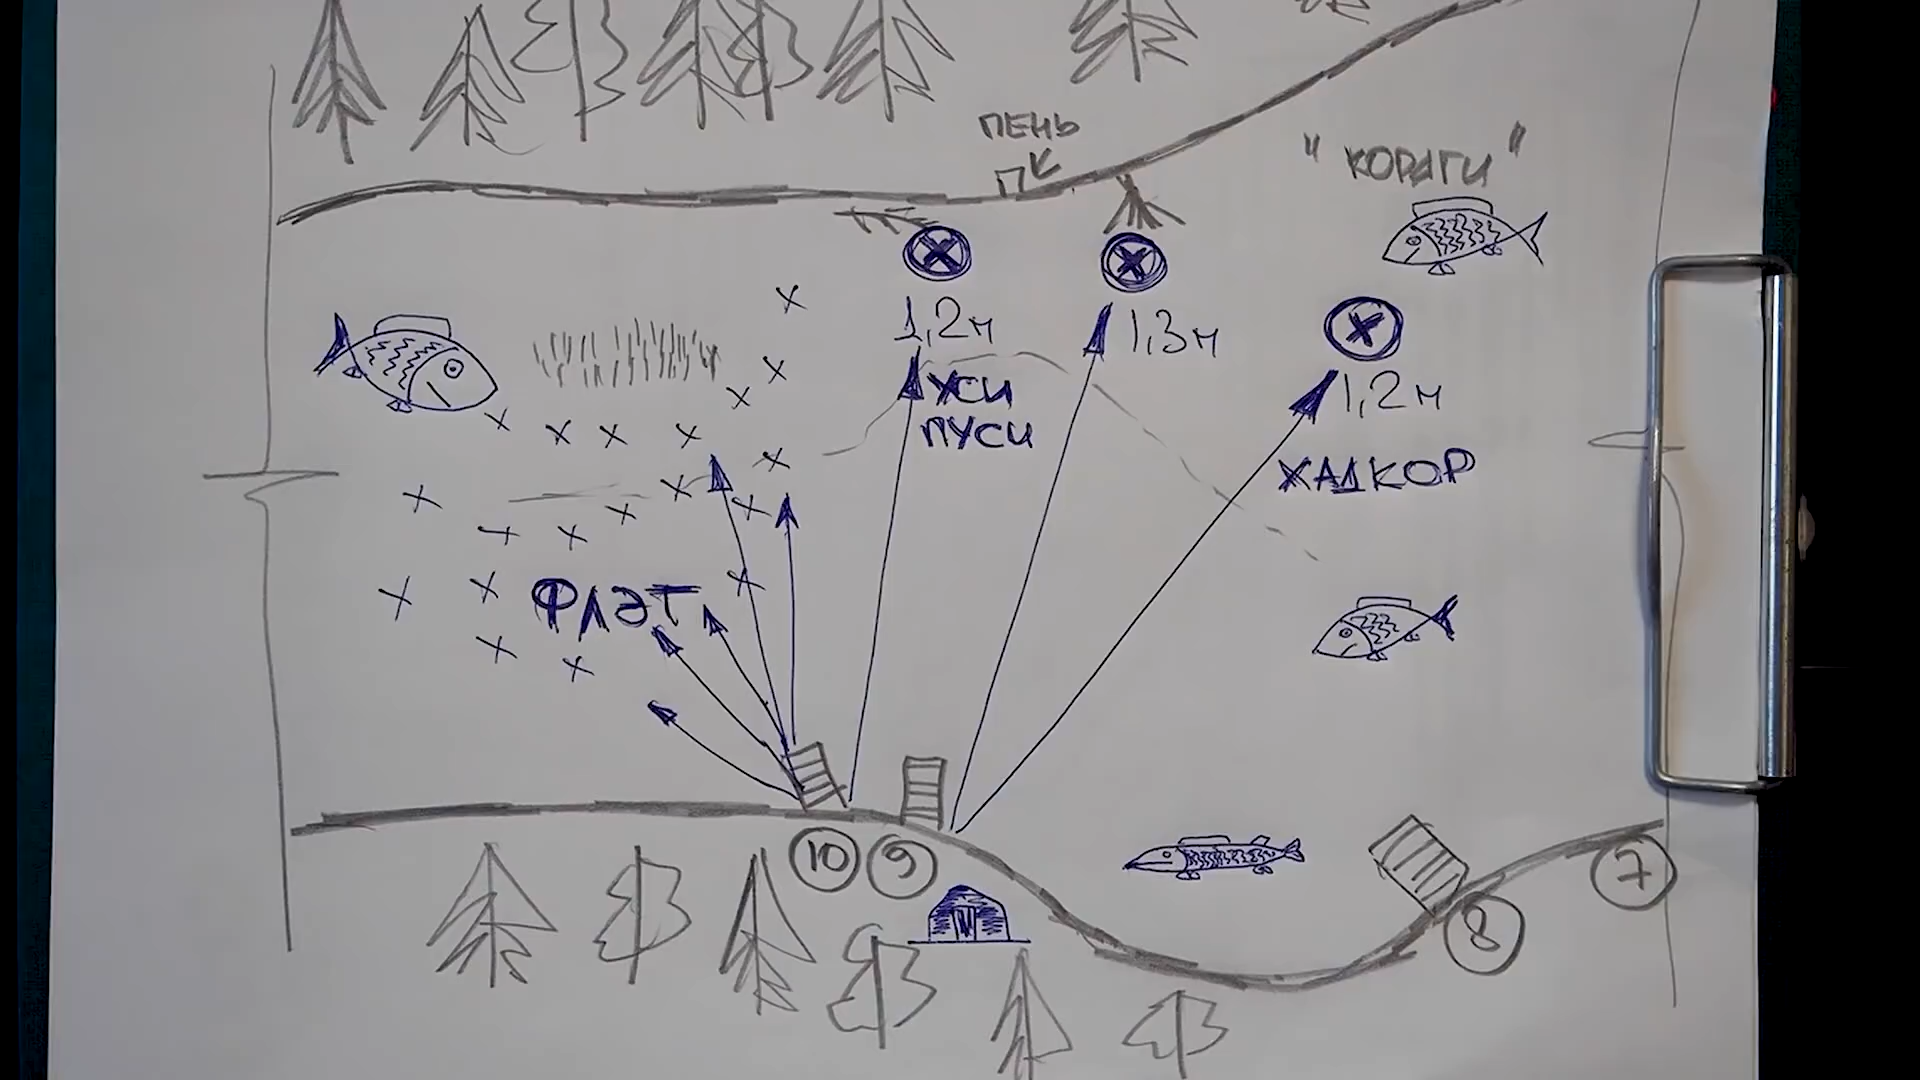 ПЕНЬ
"КОРЯГИ"
1,2м
1,3м
1,2м
УСИ
ПУСИ
ХАДКОР
ФЛЭТ
10
9
8
7